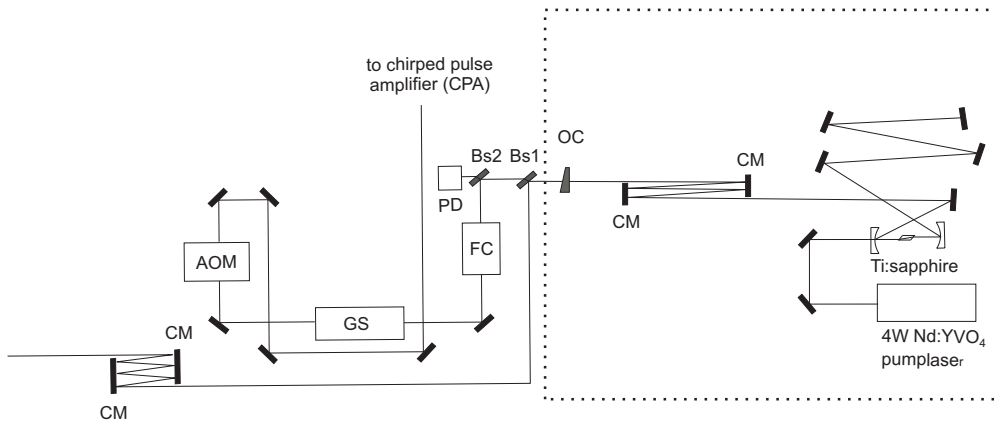 to chirped pulse
amplifier (CPA)
OC
Bs2
Bs1
CM
PD
CM
FC
AOM
Ti:sapphire
GS
CM
4W Nd:YVO4
pumplaser
CM